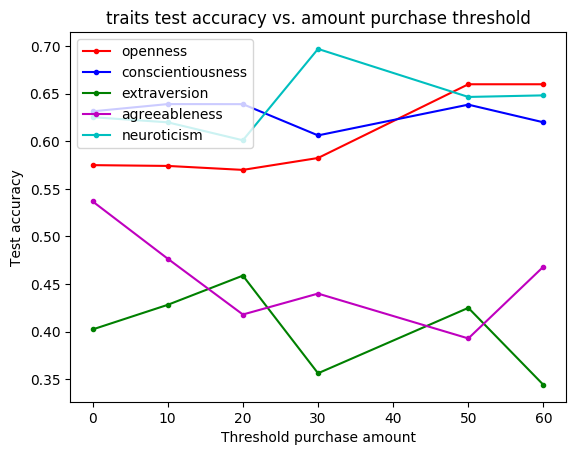 traits test accuracy vs. amount purchase threshold
openness
conscientiousness
extraversion
agreeableness
neuroticism
Test accuracy
0.70
0.65
0.60
0.55
0.50
0.45
0.40
0.35
0 10 20 30 40 50 60
Threshold purchase amount